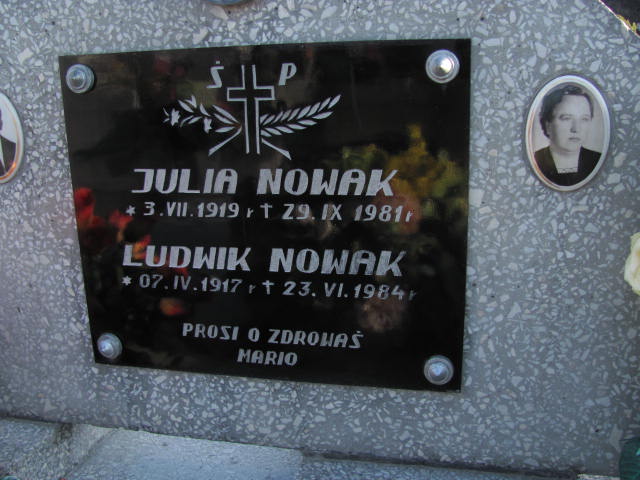 Ś P
JULIA NOWAK
* 3.VII.1919 r † 29.IX 1981 r
LUDWIK NOWAK
* 07.IV.1917 r † 23.VI.1984 r
PROSI O ZDROWAŚ
MARIO